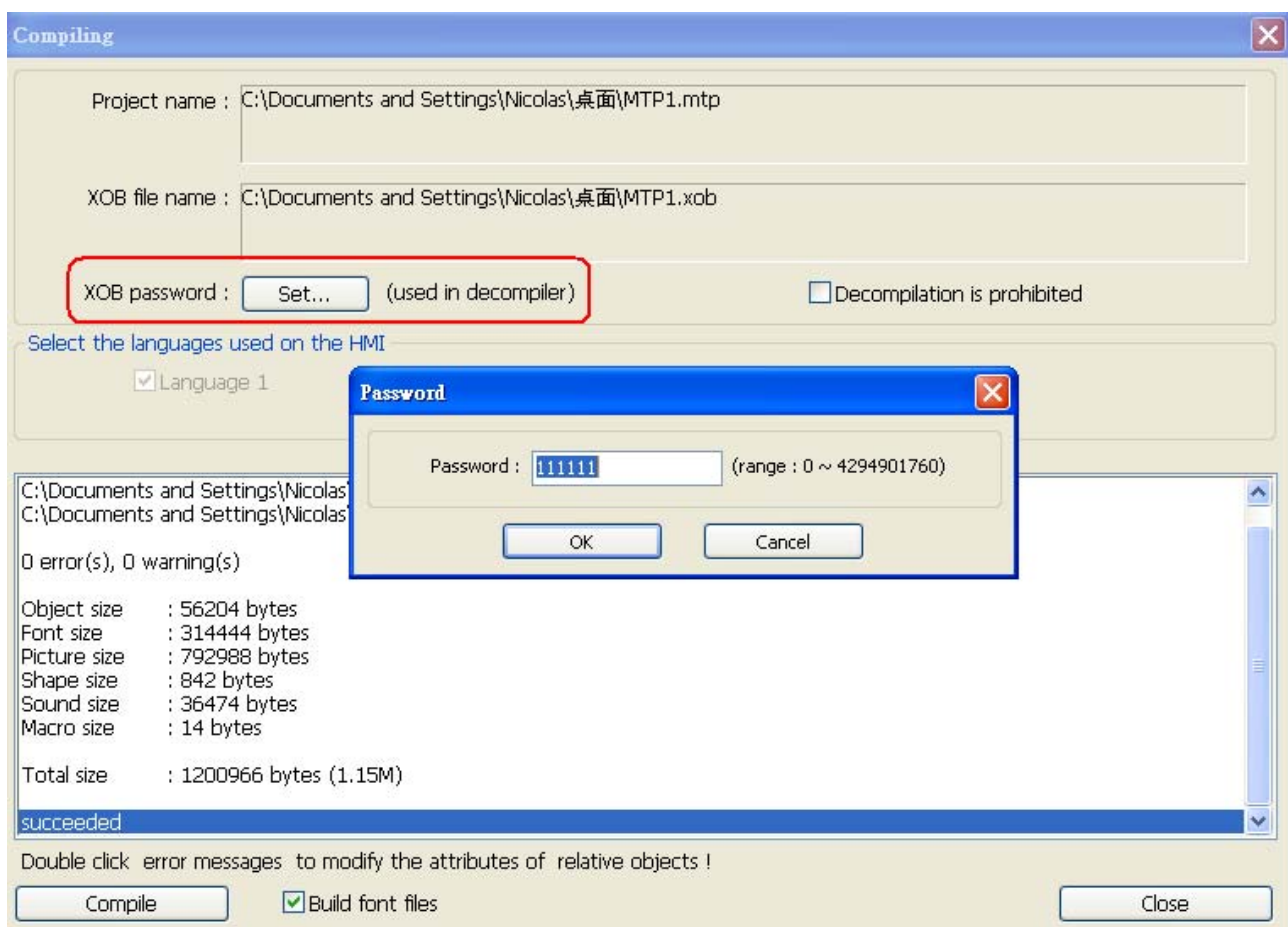 Compiling
Project name : C:\Documents and Settings\Nicolas\桌面\MTP1.mtp
XOB file name : C:\Documents and Settings\Nicolas\桌面\MTP1.xob
XOB password : Set... (used in decompiler) Decompilation is prohibited
Select the languages used on the HMI
Language 1
Password
Password : 111111 (range : 0 ~ 4294901760)
OK Cancel
C:\Documents and Settings\Nicolas\
C:\Documents and Settings\Nicolas\
0 error(s), 0 warning(s)
Object size : 56204 bytes
Font size : 314444 bytes
Picture size : 792988 bytes
Shape size : 842 bytes
Sound size : 36474 bytes
Macro size : 14 bytes
Total size : 1200966 bytes (1.15M)
succeeded
Double click error messages to modify the attributes of relative objects !
Compile Build font files Close